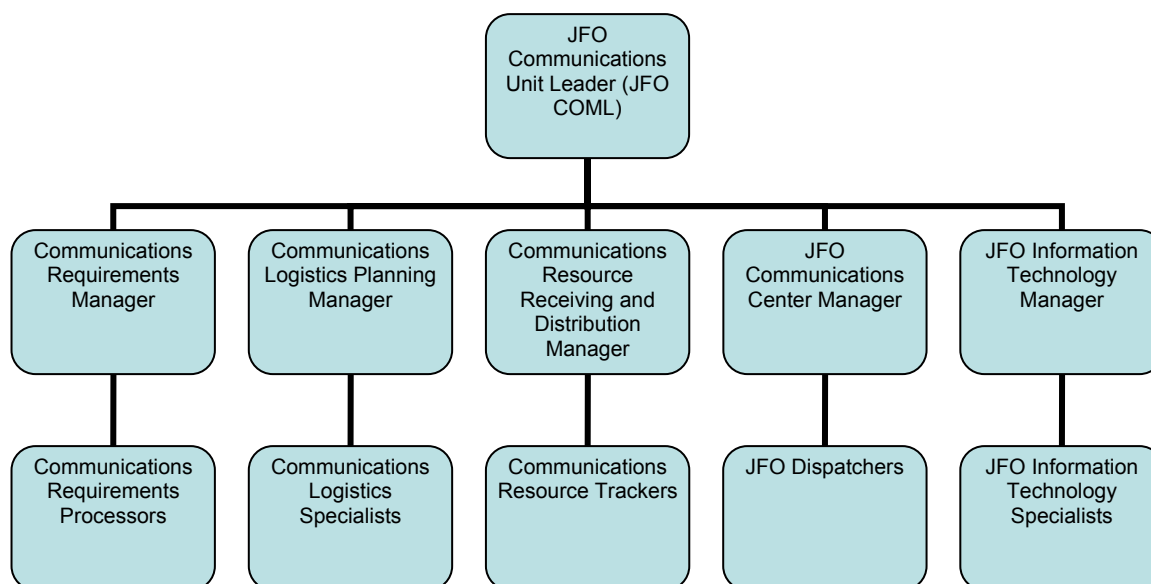 JFO
Communications
Unit Leader (JFO
COML)
Communications
Requirements
Manager
Communications
Logistics Planning
Manager
Communications
Resource
Receiving and
Distribution
Manager
JFO
Communications
Center Manager
JFO Information
Technology
Manager
Communications
Requirements
Processors
Communications
Logistics
Specialists
Communications
Resource Trackers
JFO Dispatchers
JFO Information
Technology
Specialists